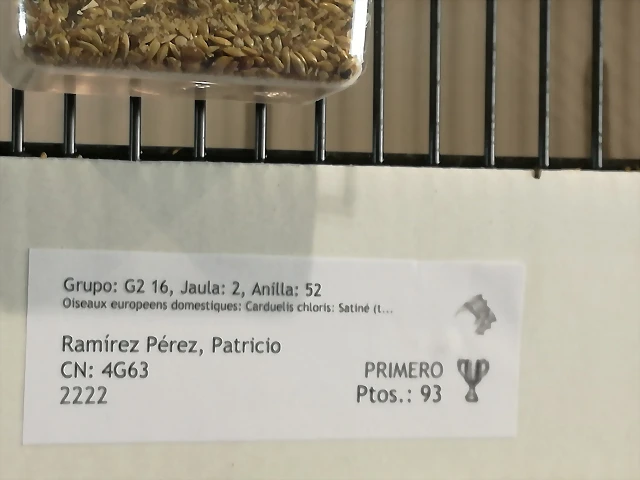 Grupo: G2 16, Jaula: 2, Anilla: 52
Oiseaux europeens domestiques: Carduelis chloris: Satiné (t...
Ramírez Pérez, Patricio
CN: 4G63
PRIMERO
2222
Ptos.: 93